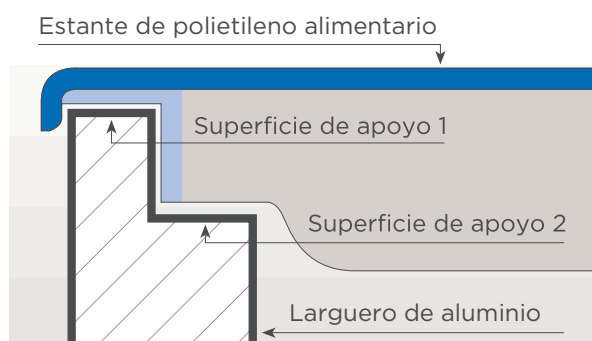 Estante de polietileno alimentario
Superficie de apoyo 1
Superficie de apoyo 2
Larguero de aluminio